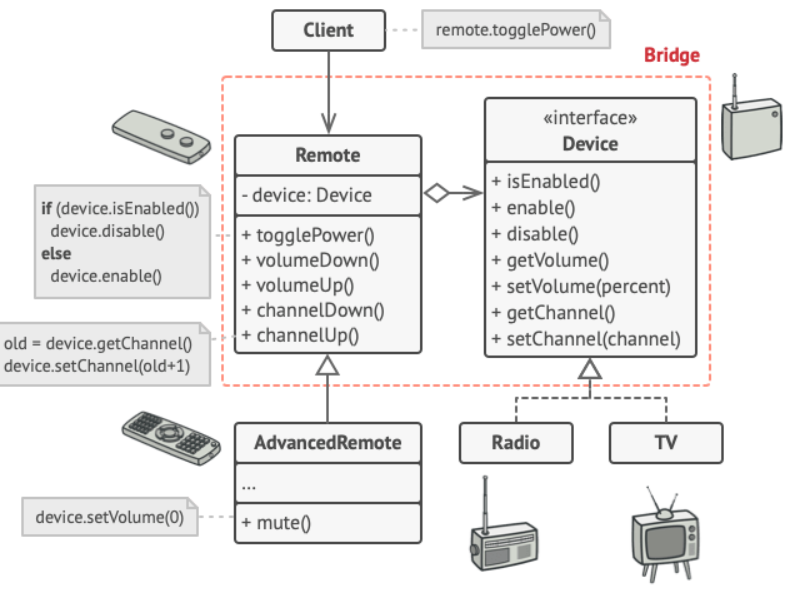 Client
remote.togglePower()
Bridge
Remote
- device: Device
+ togglePower()
+ volumeDown()
+ volumeUp()
+ channelDown()
+ channelUp()
«interface»
Device
+ isEnabled()
+ enable()
+ disable()
+ getVolume()
+ setVolume(percent)
+ getChannel()
+ setChannel(channel)
if (device.isEnabled())
device.disable()
else
device.enable()
old = device.getChannel()
device.setChannel(old+1)
AdvancedRemote
...
+ mute()
device.setVolume(0)
Radio
TV